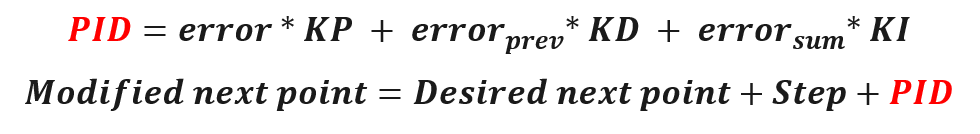 PID = error * KP + error_prev * KD + error_sum * KI
Modified next point = Desired next point + Step + PID